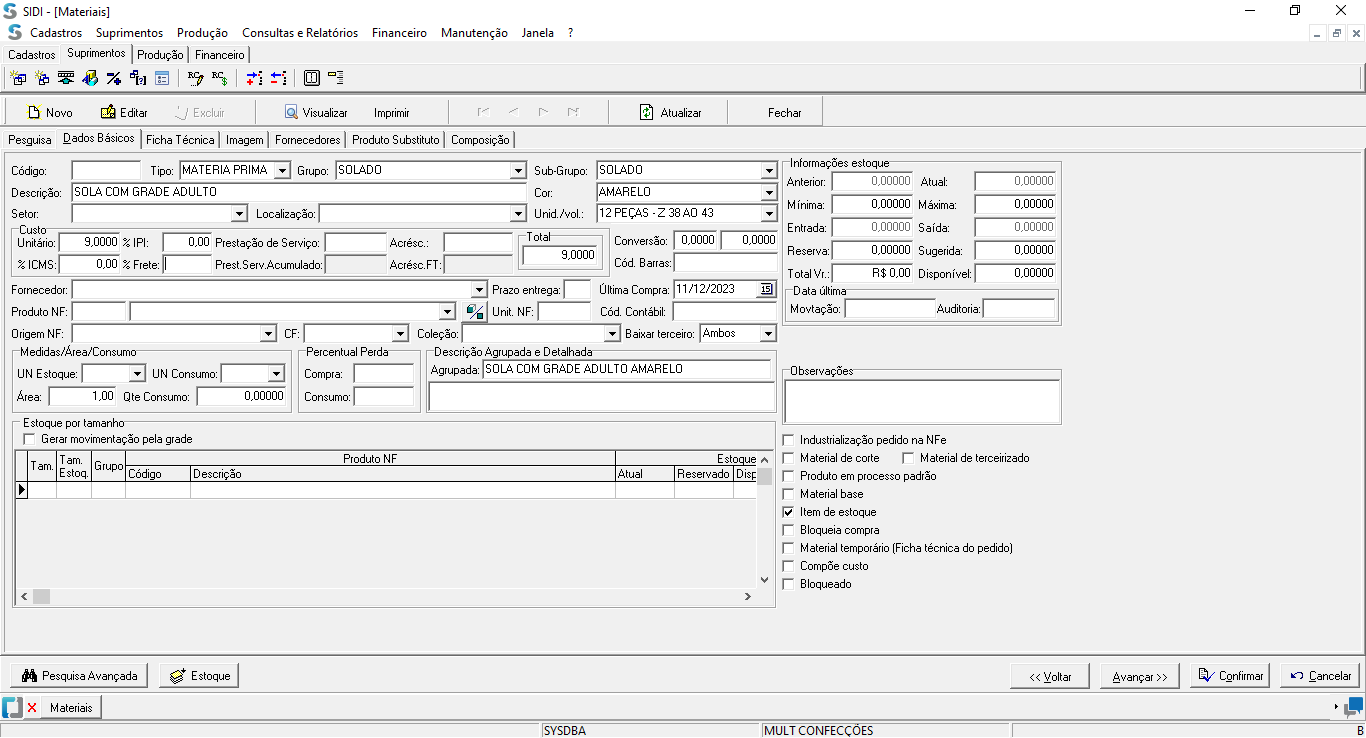 SIDI - [Materiais]
Cadastros Suprimentos Produção Consultas e Relatórios Financeiro Manutenção Janela ?
Cadastros Suprimentos Produção Financeiro
Novo Editar Excluir Visualizar Imprimir Atualizar Fechar
Pesquisa Dados Básicos Ficha Técnica Imagem Fornecedores Produto Substituto Composição
Código: Tipo: MATERIA PRIMA Grupo: SOLADO Sub-Grupo: SOLADO
Descrição: SOLA COM GRADE ADULTO Cor: AMARELO
Setor: Localização: Unid./vol.: 12 PEÇAS - Z 38 AO 43
Custo
Unitário: 9,0000 % IPI: 0,00 Prestação de Serviço: Acrésc.:
% ICMS: 0,00 % Frete: Prest.Serv.Acumulado: Acrésc.FT:
Total
9,0000
Conversão: 0,0000 0,0000
Cód. Barras:
Fornecedor: Prazo entrega: Última Compra: 11/12/2023 15
Produto NF: Unit. NF: Cód. Contábil:
Origem NF: CF: Coleção: Baixar terceiro: Ambos
Informações estoque
Anterior: 0,00000 Atual: 0,00000
Mínima: 0,00000 Máxima: 0,00000
Entrada: 0,00000 Saída: 0,00000
Reserva: 0,00000 Sugerida: 0,00000
Total Vr.: R$ 0,00 Disponível: 0,00000
Data última
Movtação: Auditoria:
Medidas/Área/Consumo
UN Estoque: UN Consumo:
Área: 1,00 Qte Consumo: 0,00000
Percentual Perda
Compra:
Consumo:
Descrição Agrupada e Detalhada
Agrupada: SOLA COM GRADE ADULTO AMARELO
Observações
Estoque por tamanho
Gerar movimentação pela grade
Tam. Tam. Estoq. Grupo Produto NF Estoque
Código Descrição Atual Reservado Disp
Industrialização pedido na NFe
Material de corte Material de terceirizado
Produto em processo padrão
Material base
Item de estoque
Bloqueia compra
Material temporário (Ficha técnica do pedido)
Compõe custo
Bloqueado
Pesquisa Avançada Estoque << Voltar Avançar >> Confirmar Cancelar
Materiais
SYSDBA MULT CONFECÇÕES B